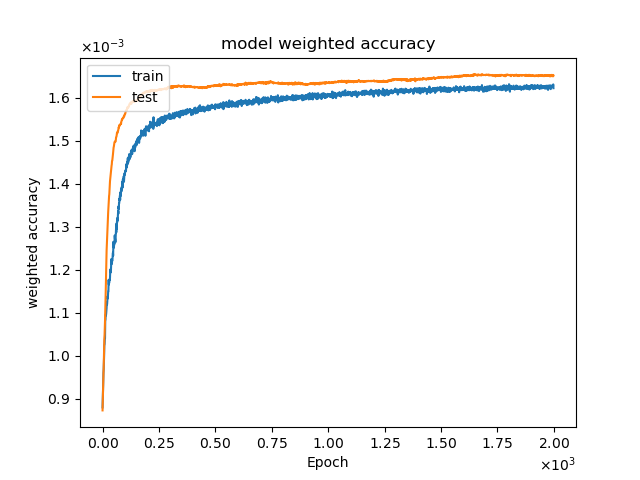 model weighted accuracy
×10⁻³
train
test
1.6
1.5
1.4
1.3
1.2
1.1
1.0
0.9
weighted accuracy
0.00 0.25 0.50 0.75 1.00 1.25 1.50 1.75 2.00
Epoch
×10³